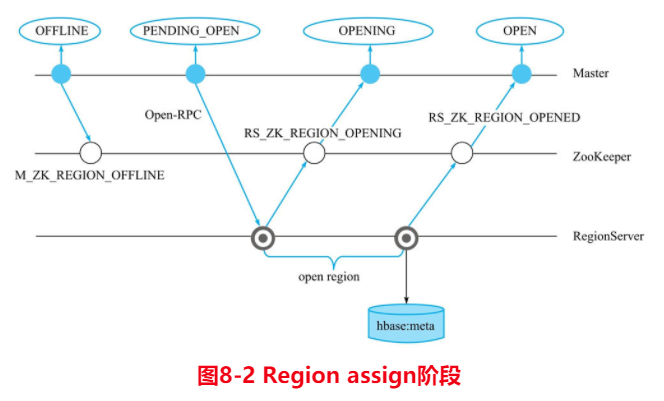 OFFLINE
PENDING_OPEN
OPENING
OPEN
Master
Open-RPC
RS_ZK_REGION_OPENING
RS_ZK_REGION_OPENED
ZooKeeper
M_ZK_REGION_OFFLINE
RegionServer
open region
hbase:meta
图8-2 Region assign阶段